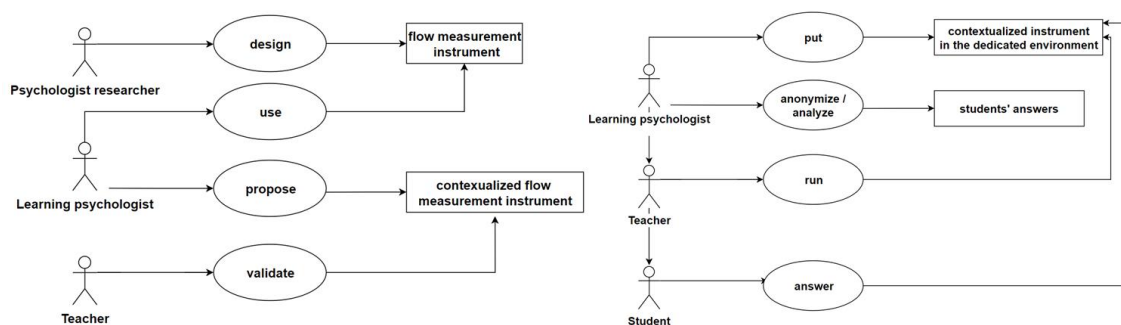 design
flow measurement
instrument
Psychologist researcher
use
Learning psychologist
propose
contexualized flow
measurement instrument
validate
Teacher
put
contextualized instrument
in the dedicated environment
Learning psychologist
anonymize /
analyze
students' answers
run
Teacher
answer
Student